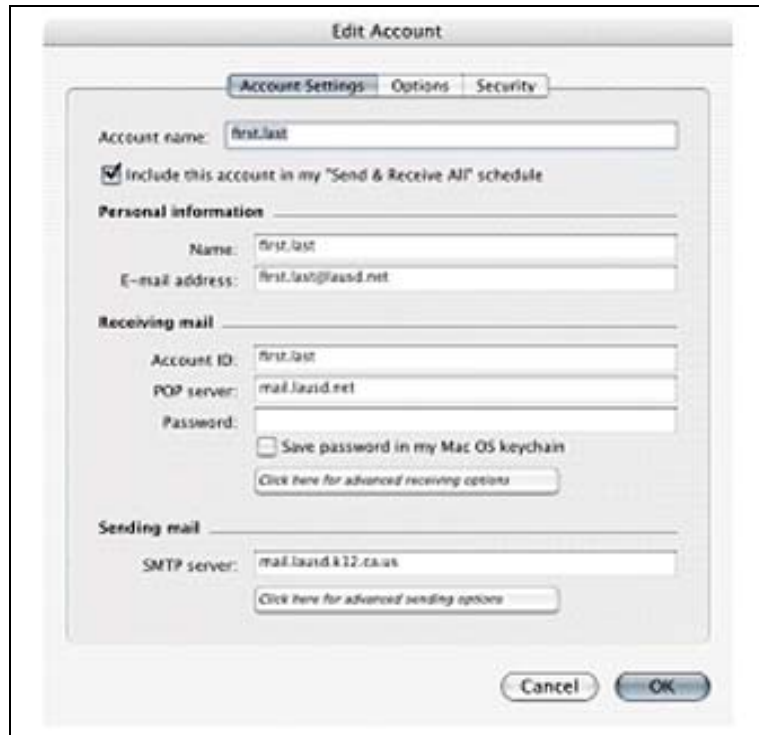 Edit Account
Account Settings Options Security
Account name: first.last
Include this account in my "Send & Receive All" schedule
Personal information
Name: first.last
E-mail address: first.last@lausd.net
Receiving mail
Account ID: first.last
POP server: mail.lausd.net
Password:
Save password in my Mac OS keychain
Click here for advanced receiving options
Sending mail
SMTP server: mail.lausd.k12.ca.us
Click here for advanced sending options
Cancel OK